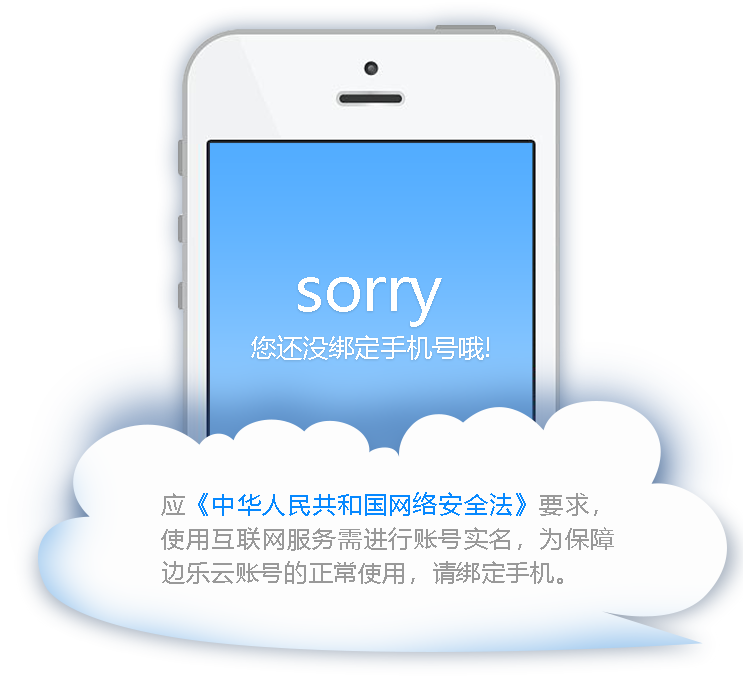 sorry
您还没绑定手机号哦!
应《中华人民共和国网络安全法》要求，
使用互联网服务需进行账号实名，为保障
边乐云账号的正常使用，请绑定手机。